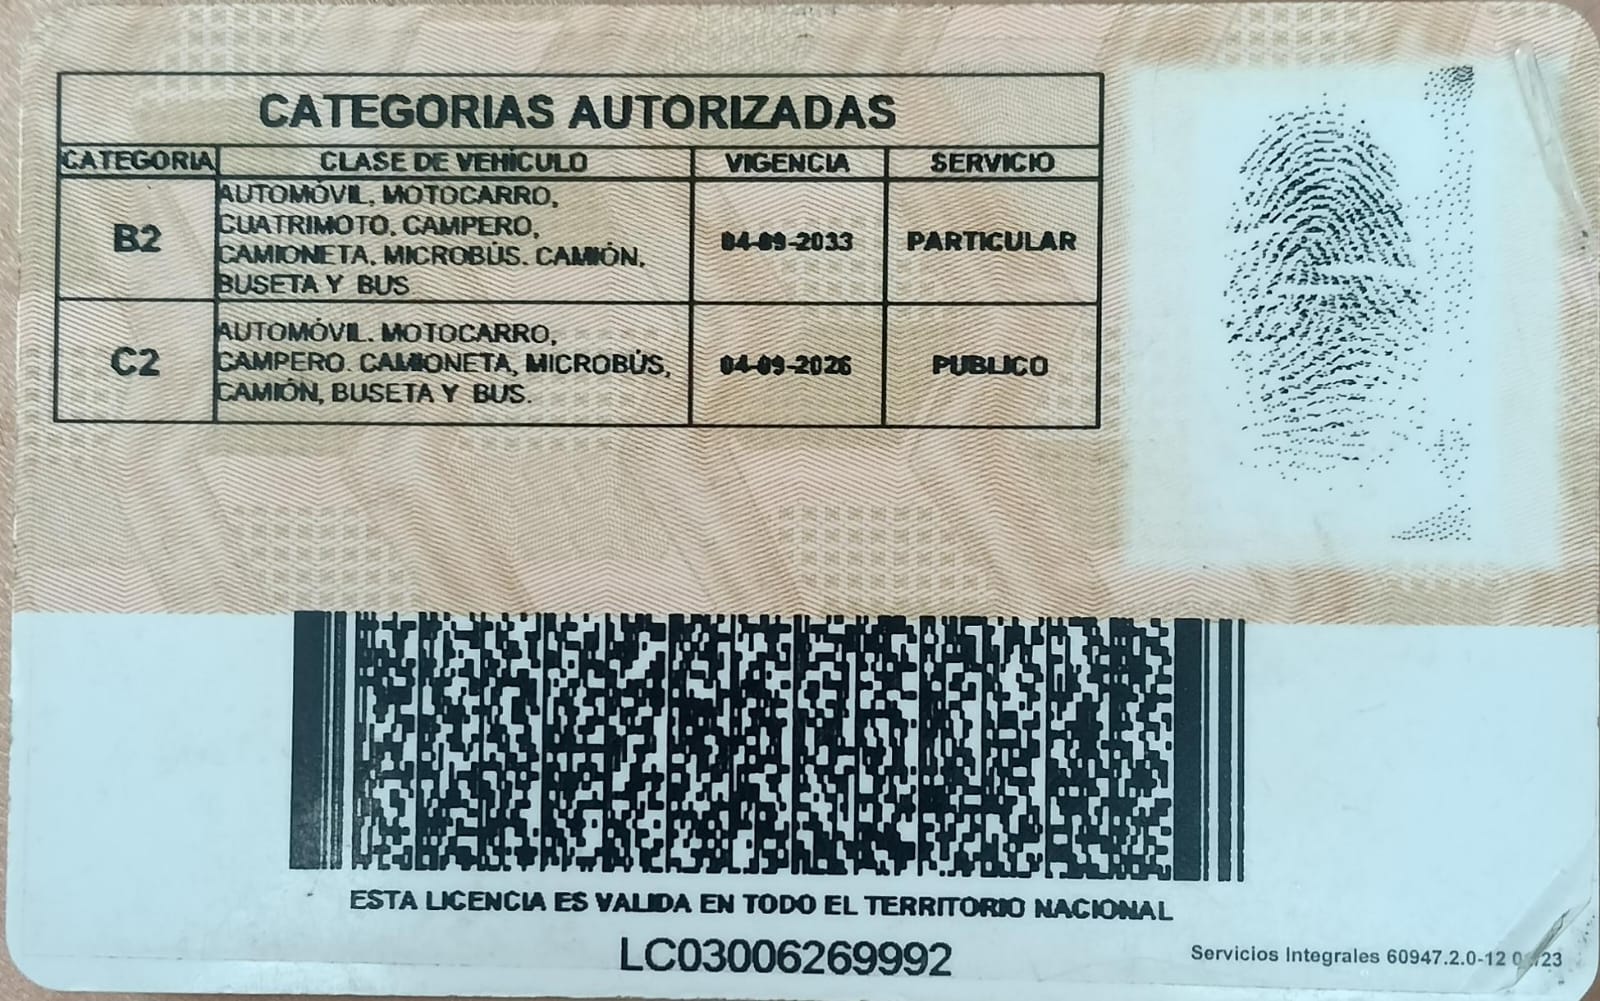 CATEGORIAS AUTORIZADAS
CATEGORIA CLASE DE VEHÍCULO VIGENCIA SERVICIO
B2 AUTOMÓVIL, MOTOCARRO, CUATRIMOTO, CAMPERO, CAMIONETA, MICROBÚS, CAMIÓN, BUSETA Y BUS 04-09-2033 PARTICULAR
C2 AUTOMÓVIL. MOTOCARRO, CAMPERO. CAMIONETA, MICROBÚS, CAMIÓN, BUSETA Y BUS. 04-09-2026 PUBLICO
ESTA LICENCIA ES VALIDA EN TODO EL TERRITORIO NACIONAL
LC03006269992
Servicios Integrales 60947.2.0-12